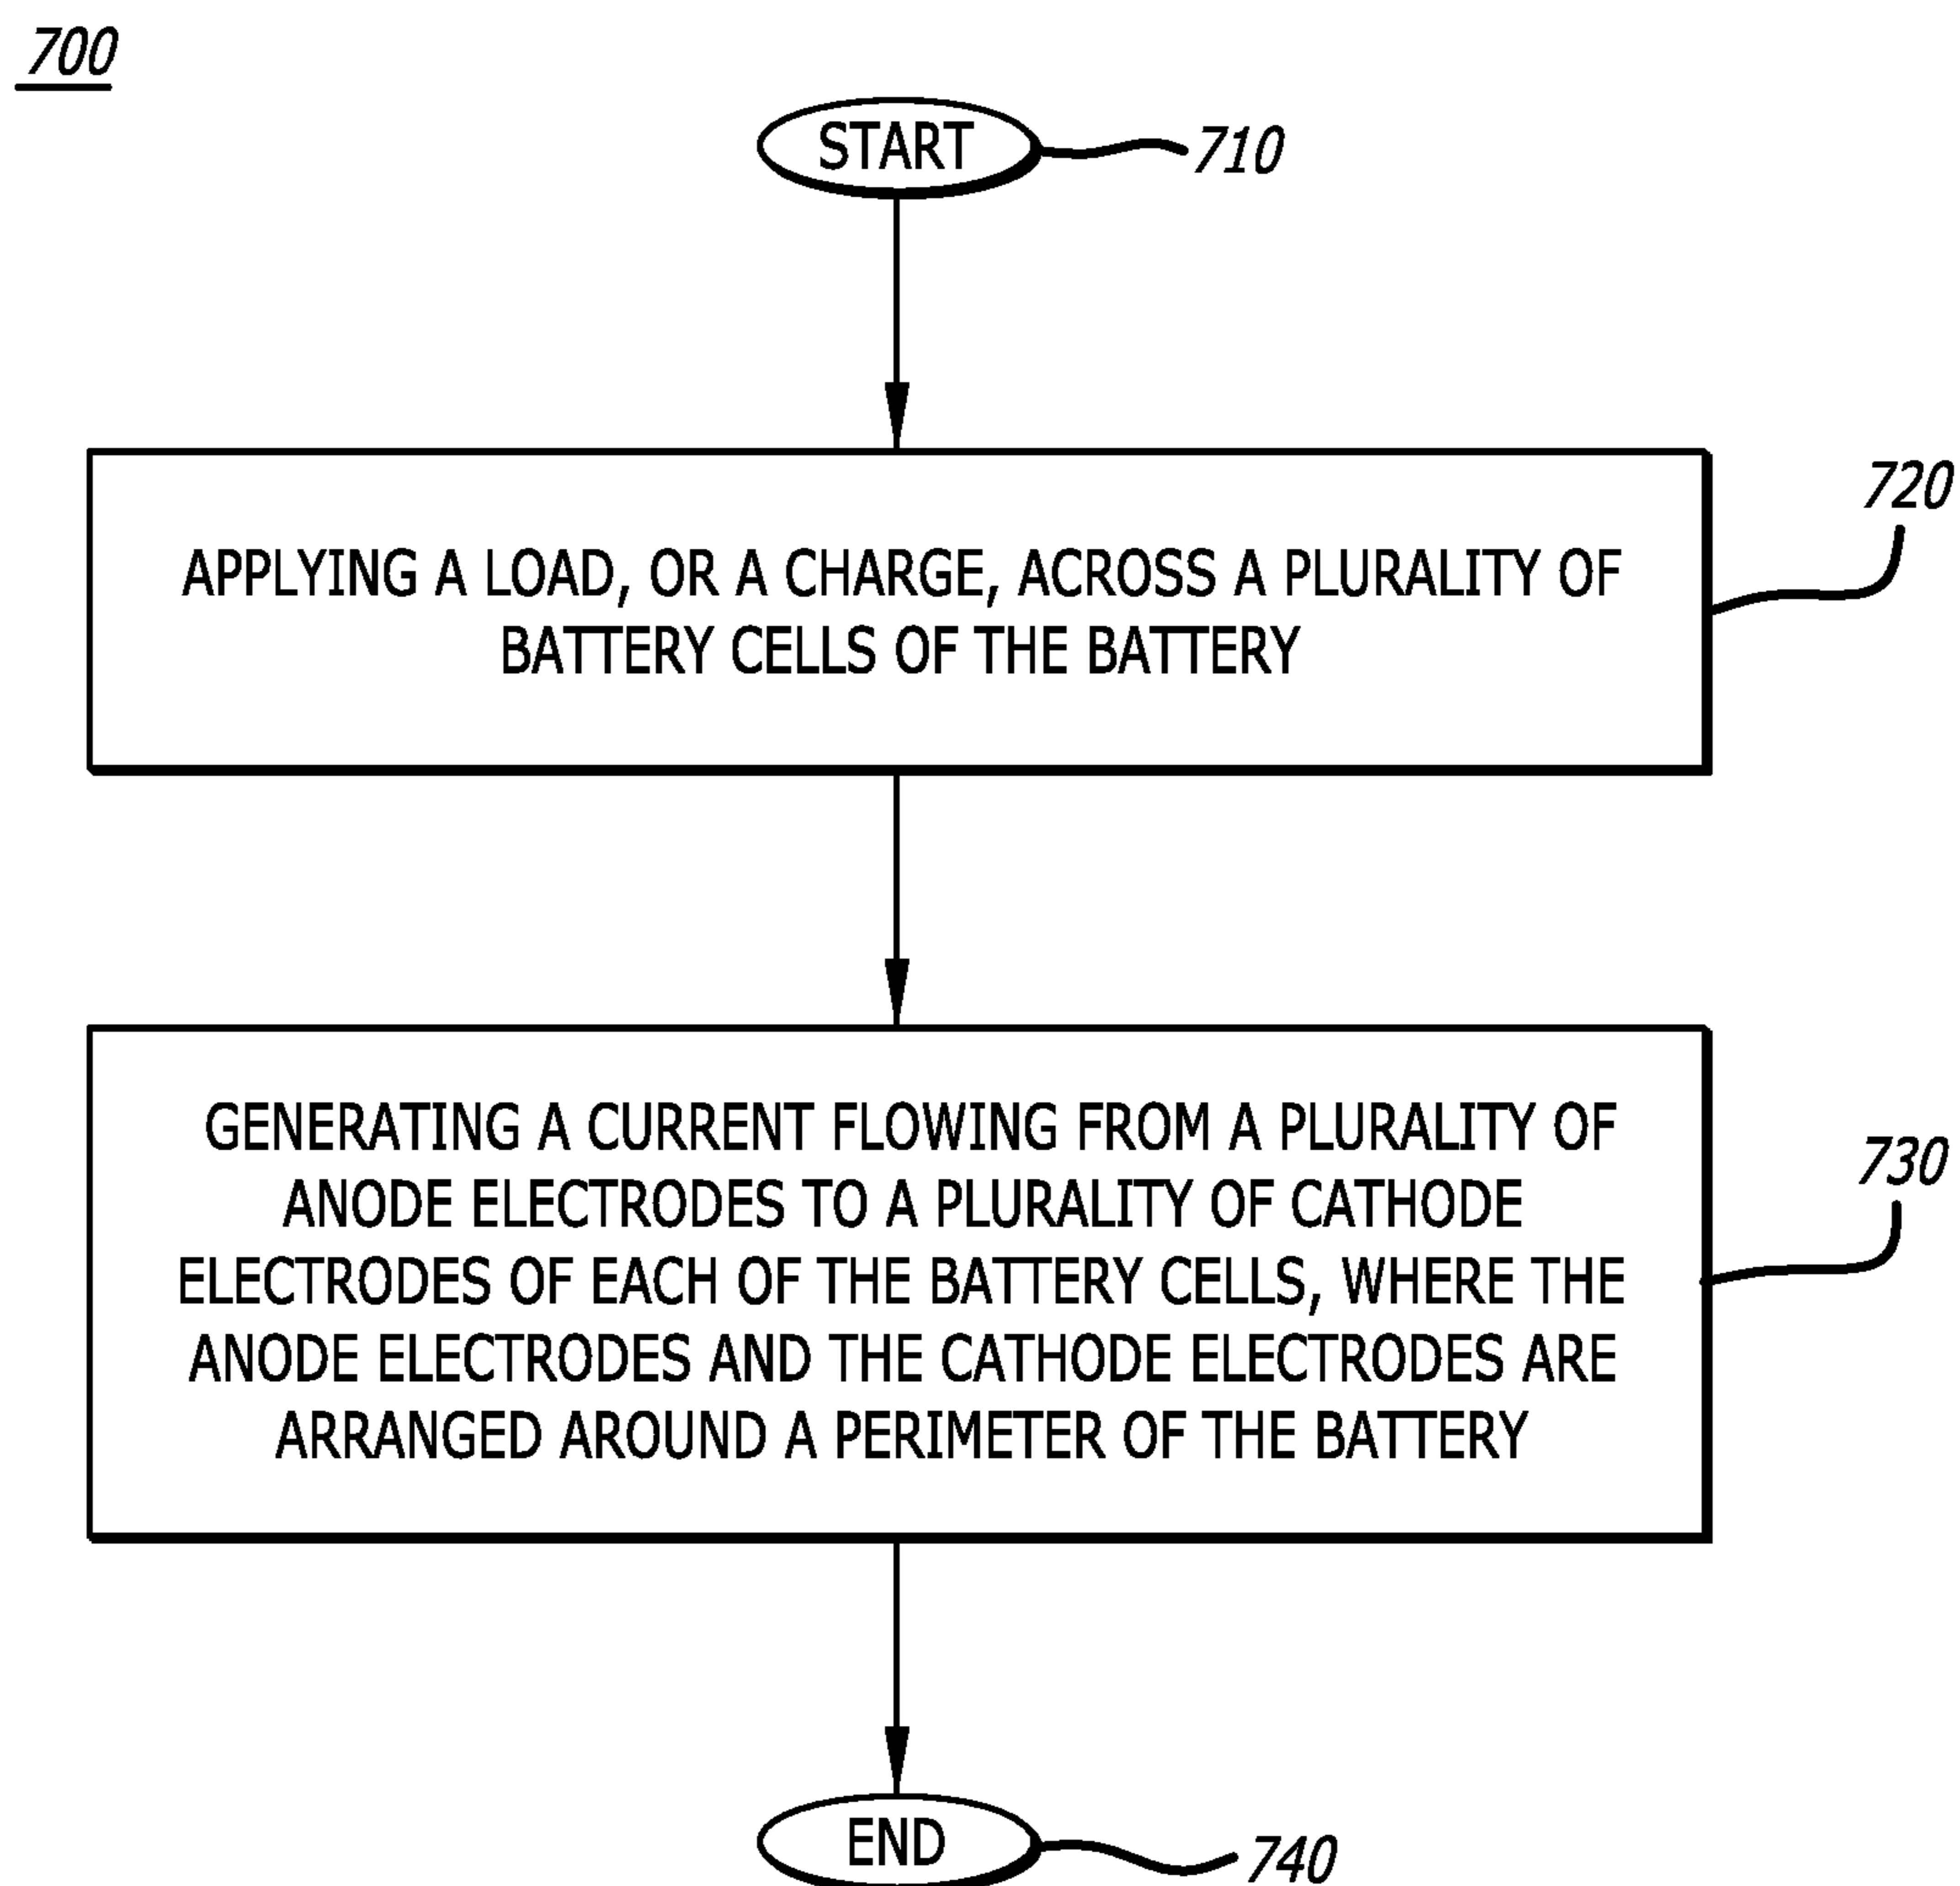 700
START
710
720
APPLYING A LOAD, OR A CHARGE, ACROSS A PLURALITY OF
BATTERY CELLS OF THE BATTERY
GENERATING A CURRENT FLOWING FROM A PLURALITY OF
ANODE ELECTRODES TO A PLURALITY OF CATHODE
730
ELECTRODES OF EACH OF THE BATTERY CELLS, WHERE THE
ANODE ELECTRODES AND THE CATHODE ELECTRODES ARE
ARRANGED AROUND A PERIMETER OF THE BATTERY
END
740